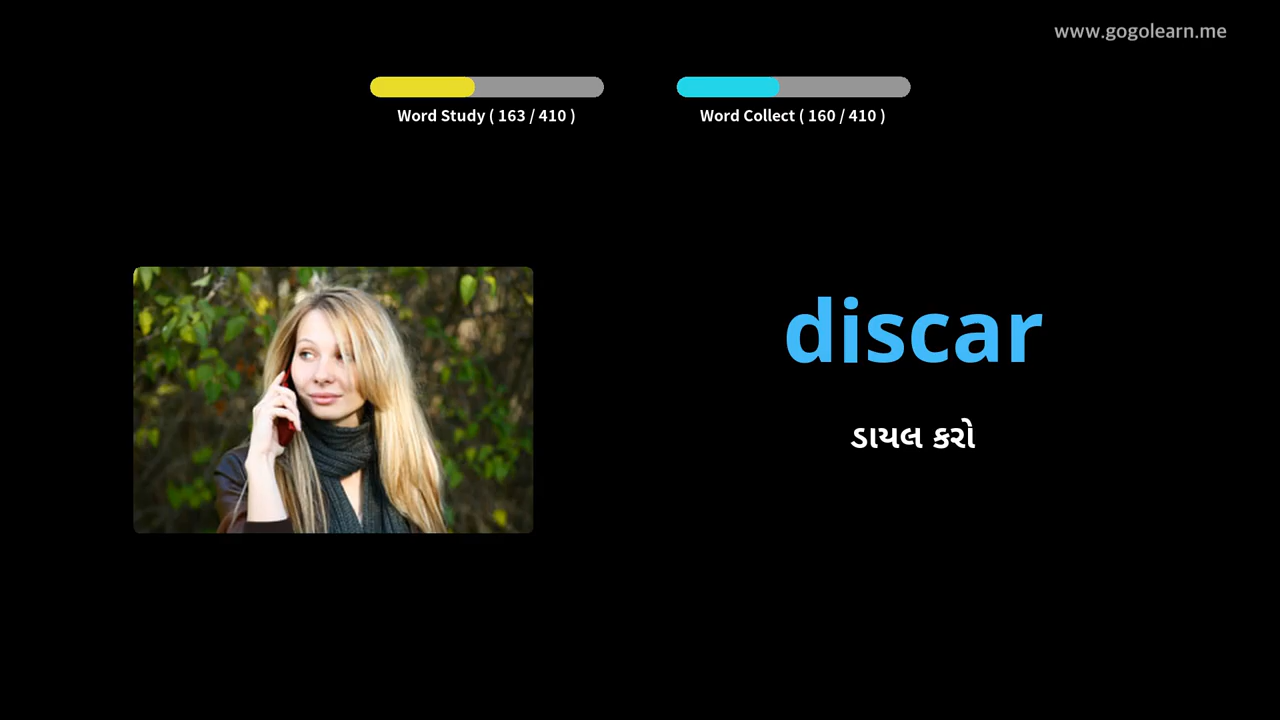 www.gogolearn.me
Word Study ( 163 / 410 )
Word Collect ( 160 / 410 )
discar
ડાયલ કરો